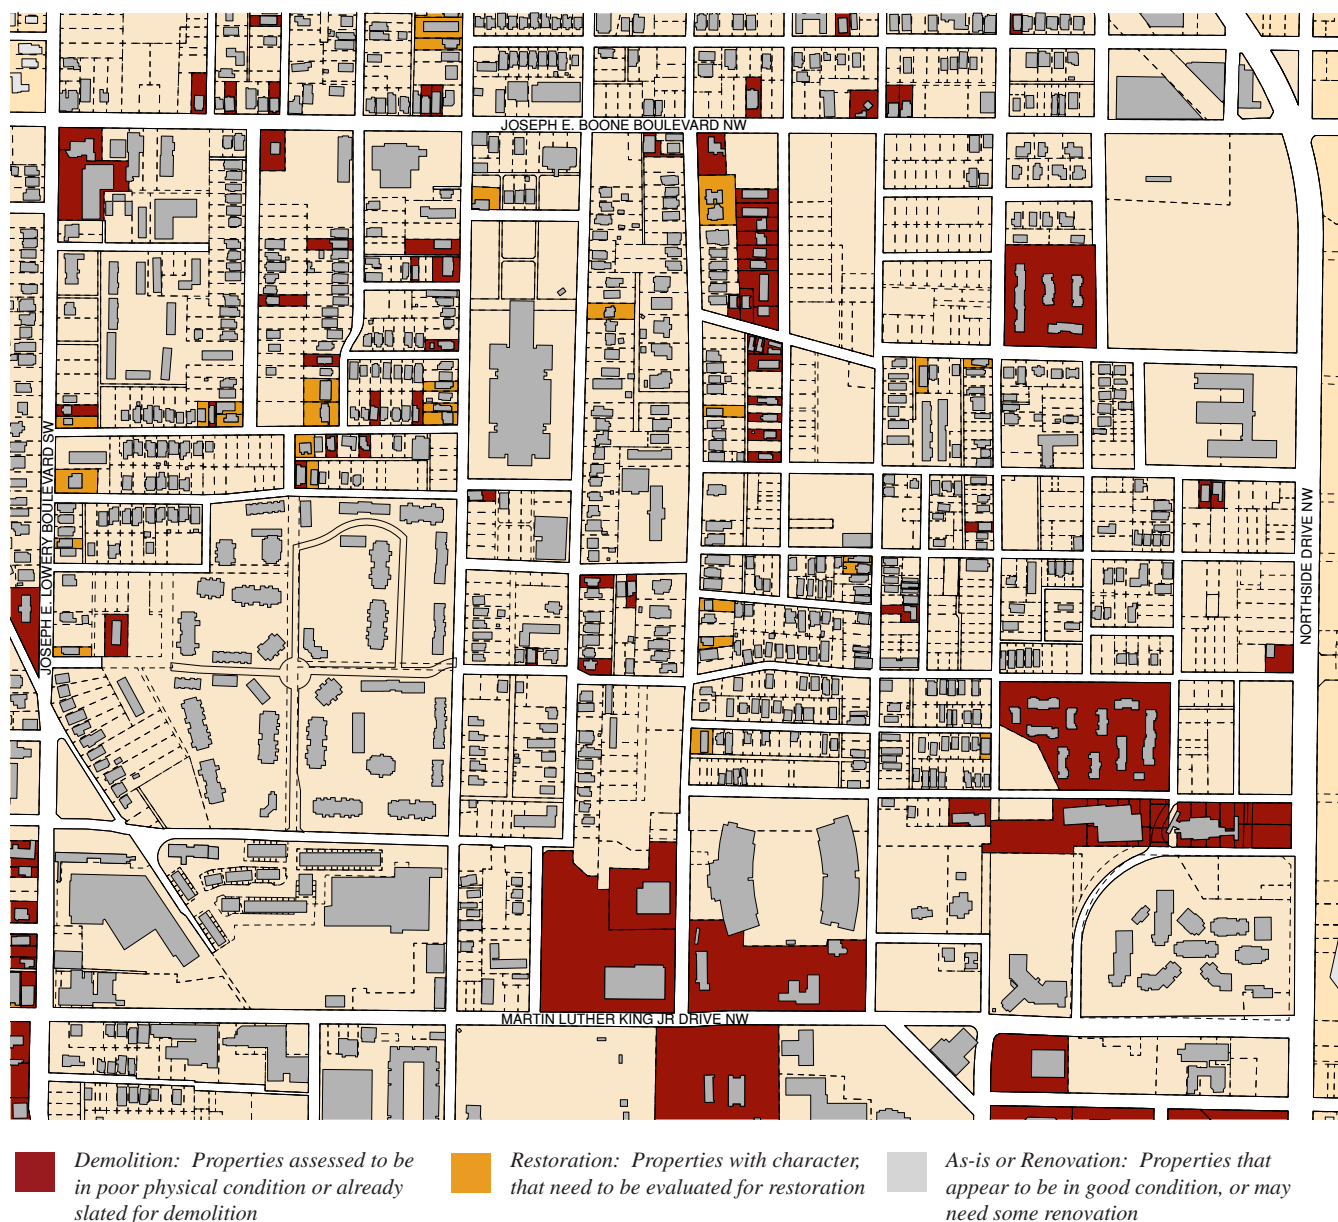 JOSEPH E. BOONE BOULEVARD NW
JOSEPH E. LOWERY BOULEVARD SW
NORTHSIDE DRIVE NW
MARTIN LUTHER KING JR DRIVE NW
Demolition: Properties assessed to be
in poor physical condition or already
slated for demolition
Restoration: Properties with character,
that need to be evaluated for restoration
As-is or Renovation: Properties that
appear to be in good condition, or may
need some renovation